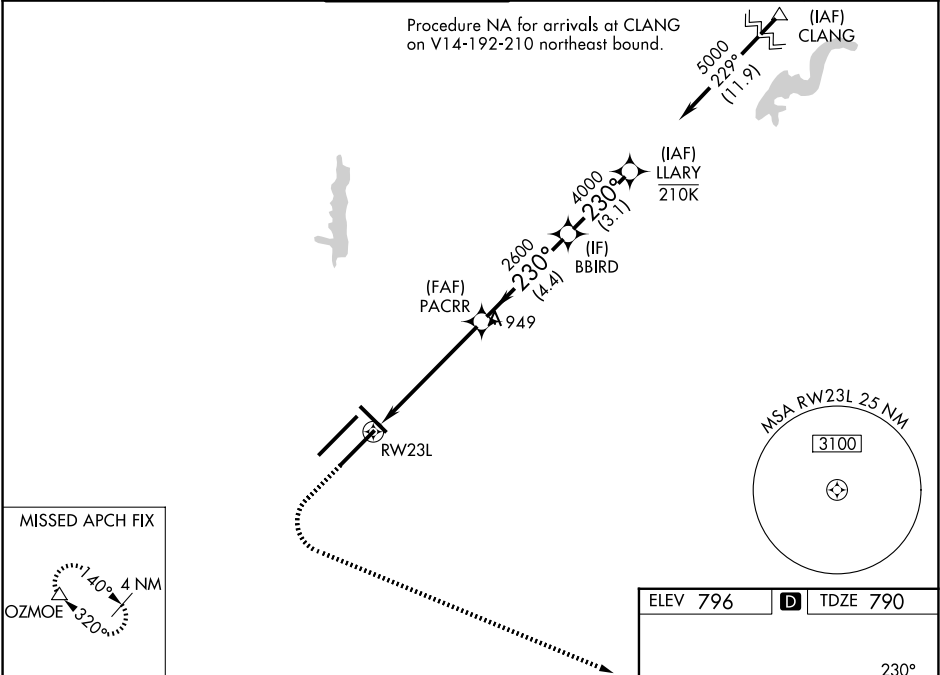 Procedure NA for arrivals at CLANG
on V14-192-210 northeast bound.
(IAF)
CLANG
5000
229°
(11.9)
(IAF)
LLARY
210K
4000
230°
(3.1)
(IF)
BBIRD
2600
230°
(4.4)
(FAF)
PACRR
949
RW23L
MSA RW23L 25 NM
3100
MISSED APCH FIX
140°
4 NM
OZMOE
320°
ELEV 796
D
TDZE 790
230°